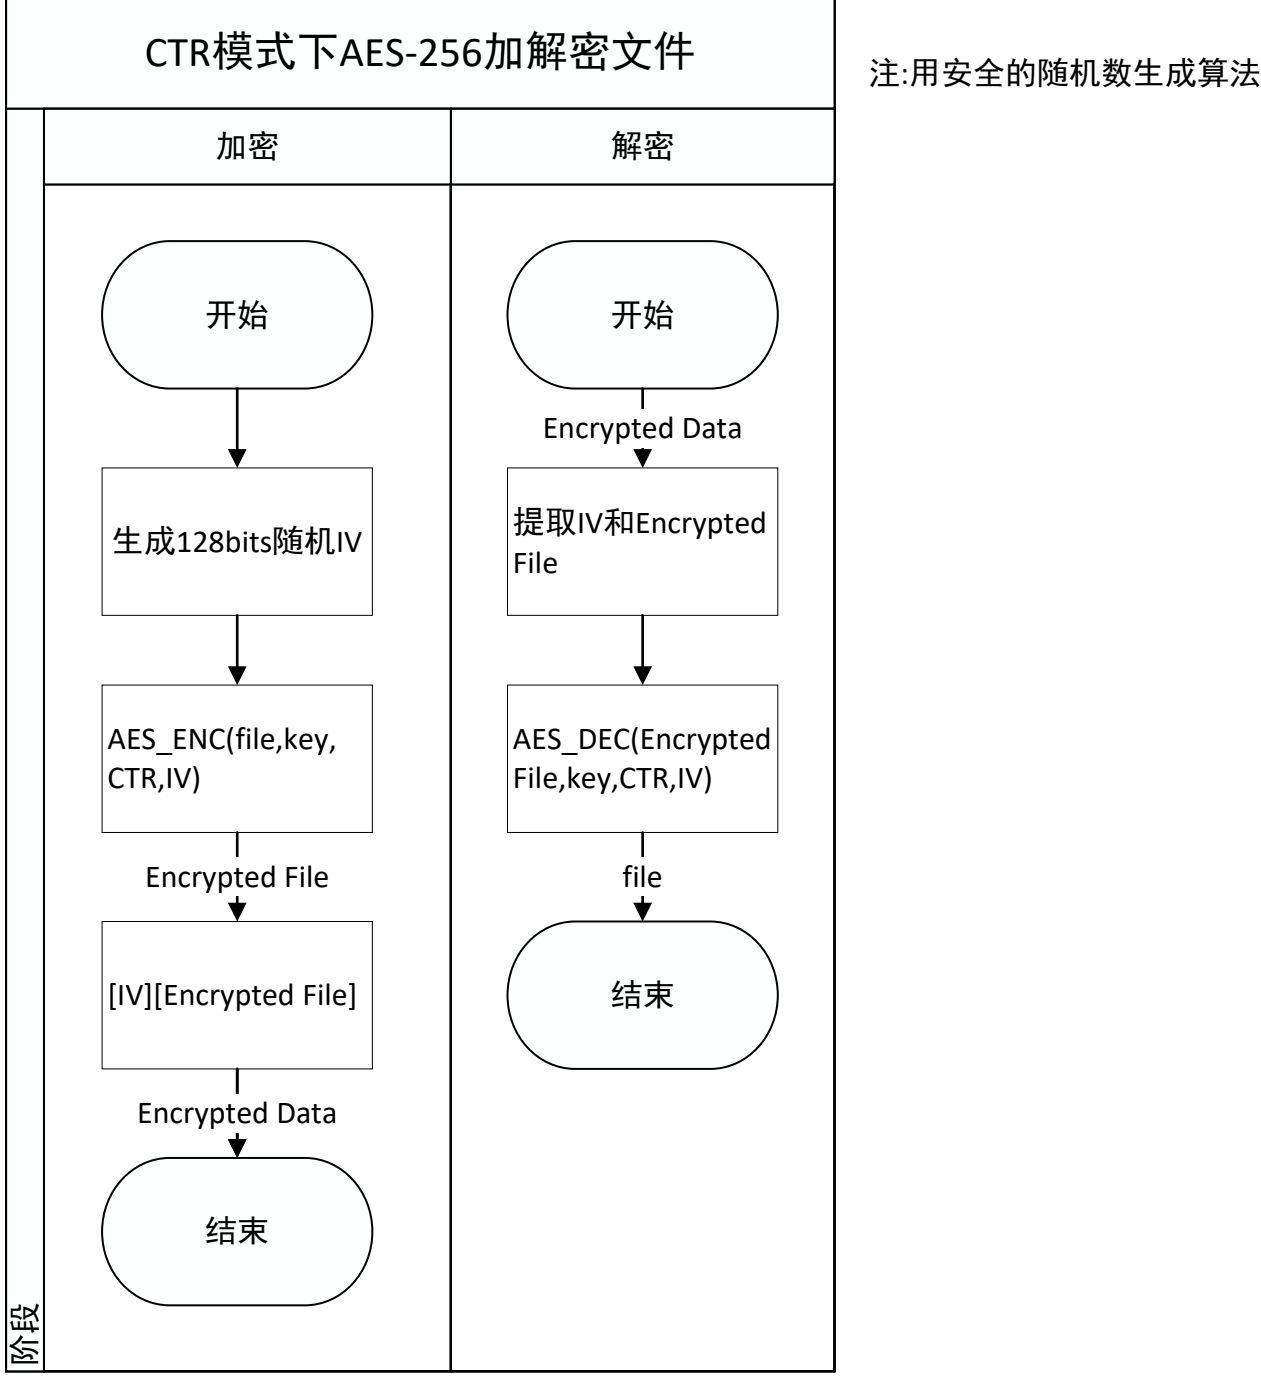 CTR模式下AES-256加解密文件
注:用安全的随机数生成算法
加密
解密
开始
生成128bits随机IV
AES_ENC(file,key,
CTR,IV)
Encrypted File
[IV][Encrypted File]
Encrypted Data
结束
开始
Encrypted Data
提取IV和Encrypted
File
AES_DEC(Encrypted
File,key,CTR,IV)
file
结束
阶段